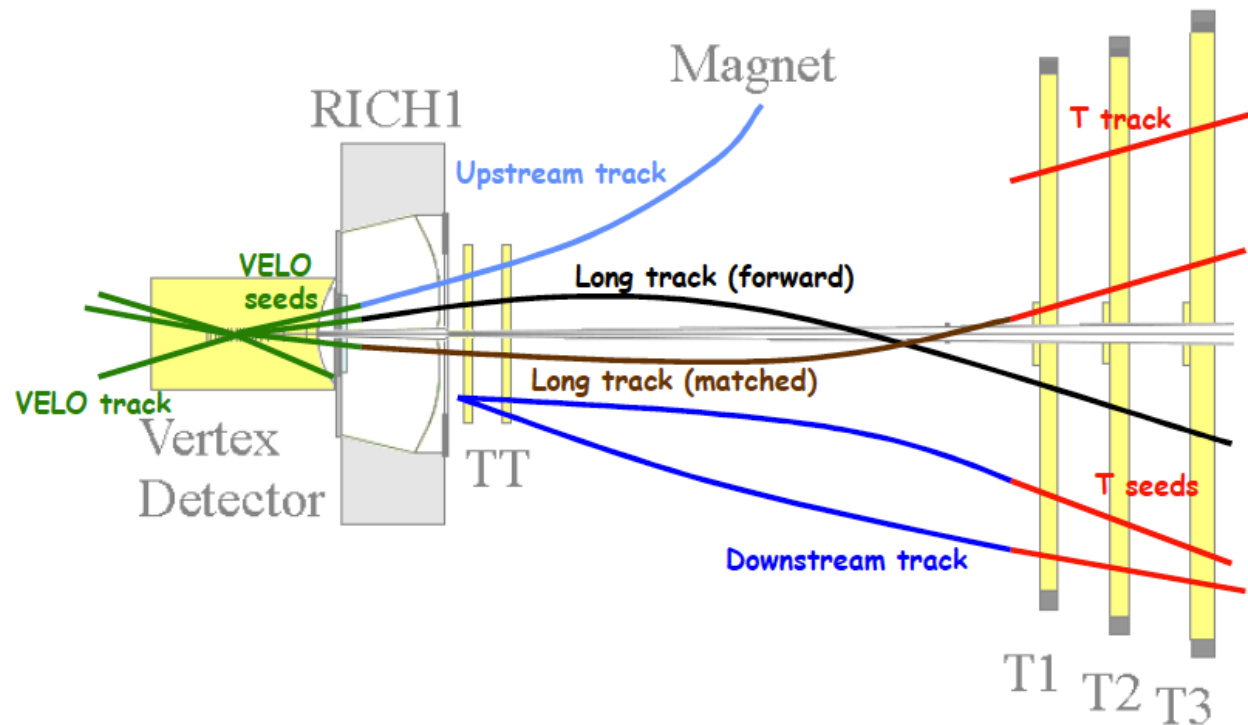 Magnet
RICH1
T track
Upstream track
VELO
seeds
Long track (forward)
Long track (matched)
VELO track
Vertex
Detector
TT
T seeds
Downstream track
T1
T2
T3